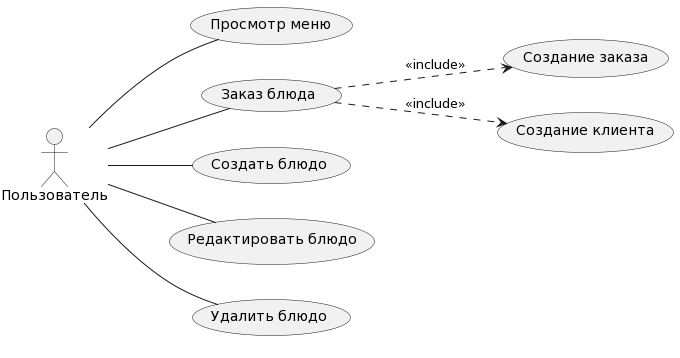 Просмотр меню
Создание заказа
«include»
Заказ блюда
«include»
Создание клиента
Создать блюдо
Пользователь
Редактировать блюдо
Удалить блюдо